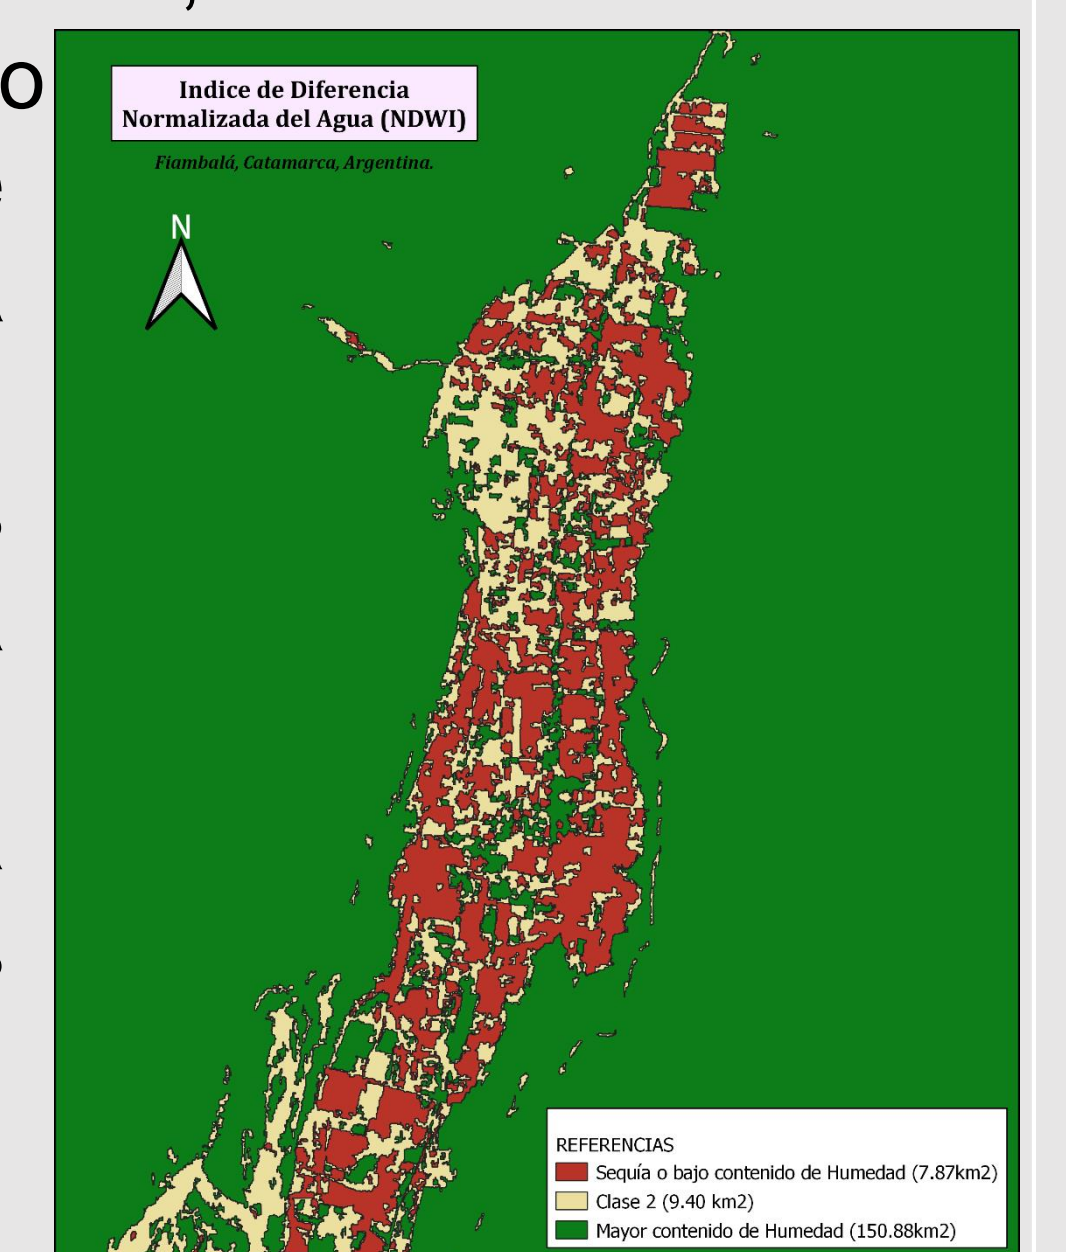 Indice de Diferencia
Normalizada del Agua (NDWI)
Fiambalá, Catamarca, Argentina.
N
REFERENCIAS
Sequía o bajo contenido de Humedad (7.87km2)
Clase 2 (9.40 km2)
Mayor contenido de Humedad (150.88km2)